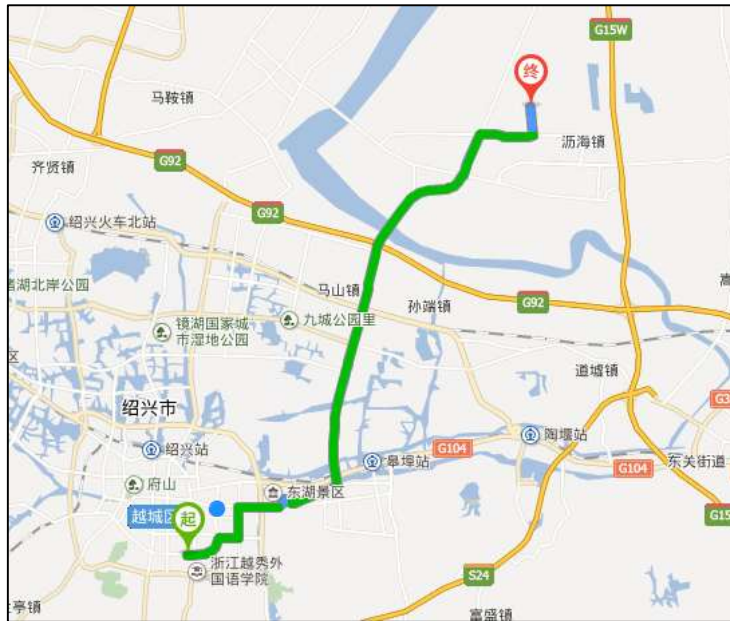 G15W
终
马鞍镇
沥海镇
G92
齐贤镇
绍兴火车北站
G92
湖北岸公园
马山镇
孙端镇
G92
九城公园里
镜湖国家城
市湿地公园
区
道墟镇
绍兴市
G3
绍兴站
G104
陶堰站
皋埠站
G104
东关街道
府山
东湖景区
越城区
起
G15
浙江越秀外
国语学院
S24
亭镇
富盛镇